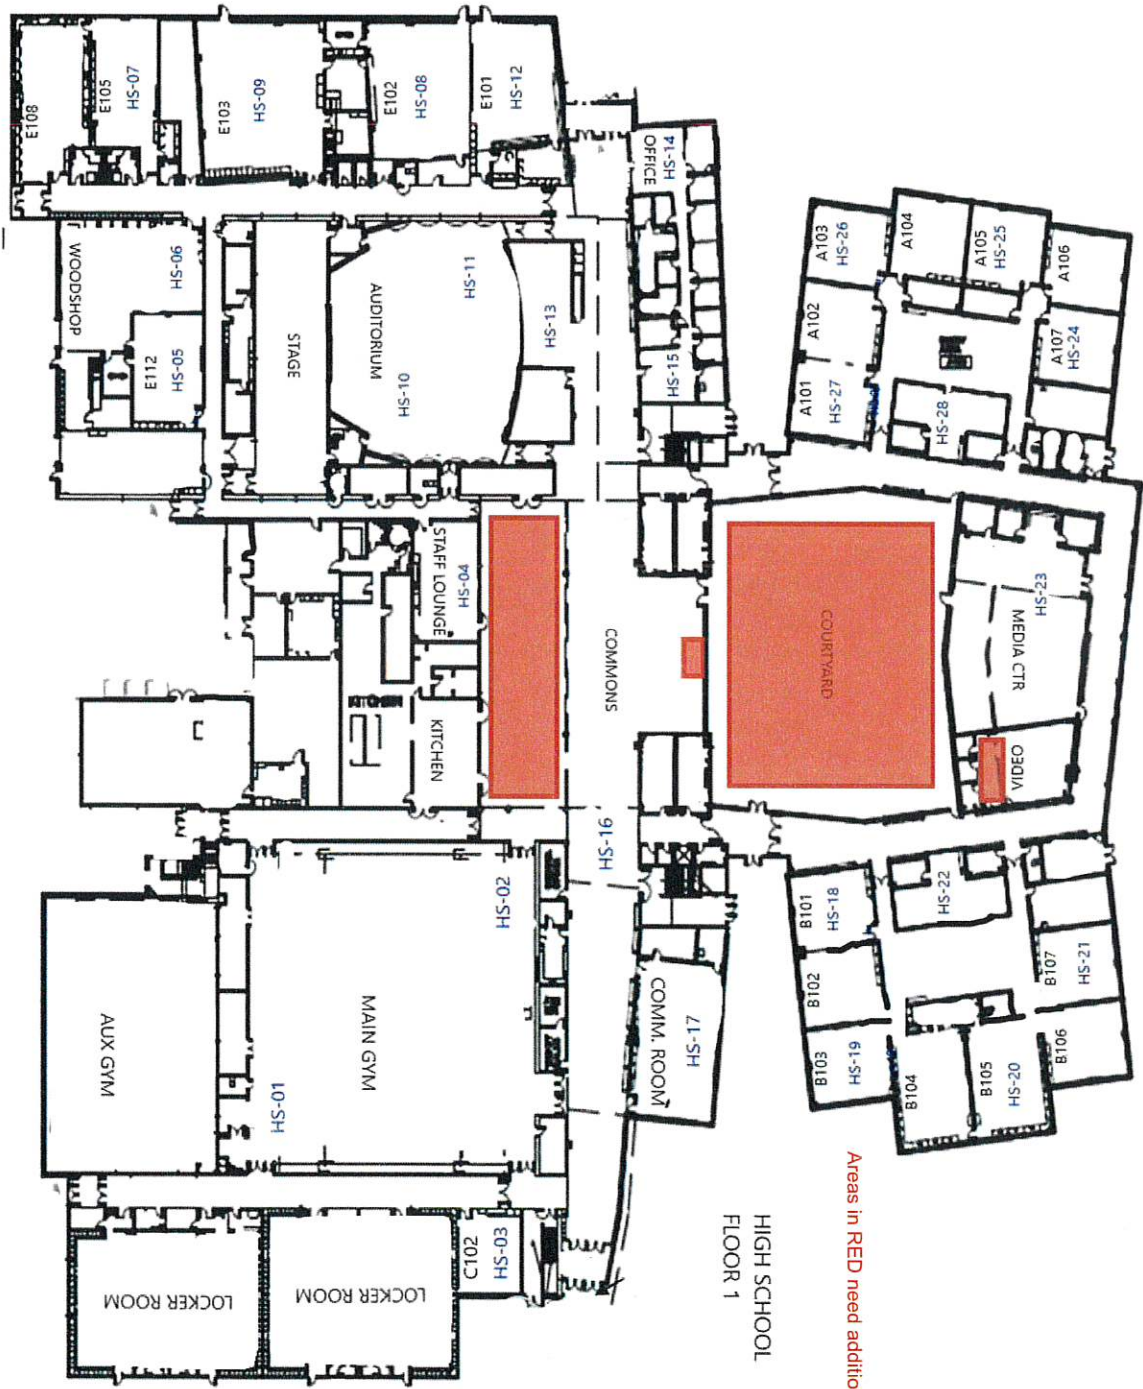 Areas in RED need additio
HIGH SCHOOL
FLOOR 1
E108
E105
HS-07
E103
HS-09
E102
HS-08
E101
HS-12
OFFICE
HS-14
HS-15
WOODSHOP
HS-06
E112
HS-05
STAGE
AUDITORIUM
HS-11
HS-10
HS-13
A103
HS-26
A104
A105
HS-25
A106
A102
A101
HS-27
A107
HS-24
HS-28
STAFF LOUNGE
HS-04
KITCHEN
COMMONS
COURTYARD
HS-23
MEDIA CTR
VIDEO
HS-16
HS-02
MAIN GYM
HS-01
AUX GYM
HS-17
COMM. ROOM
B101
HS-18
B102
B103
HS-19
B104
B105
HS-20
B106
B107
HS-21
HS-22
C102
HS-03
LOCKER ROOM
LOCKER ROOM